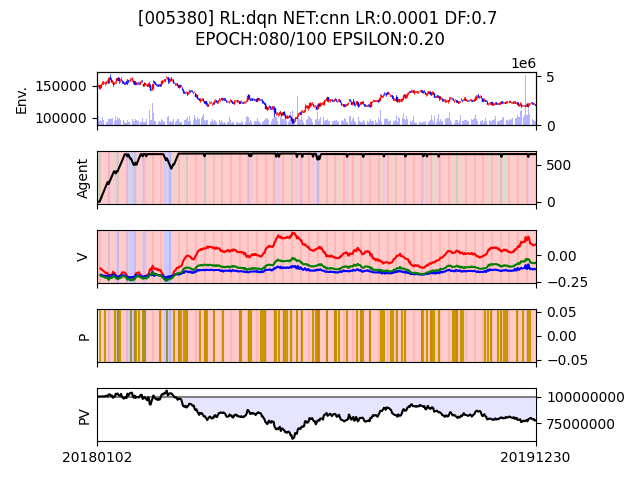 [005380] RL:dqn NET:cnn LR:0.0001 DF:0.7
EPOCH:080/100 EPSILON:0.20
1e6
Env.
150000
100000
5
0
Agent
500
0
V
0.00
−0.25
P
0.05
0.00
−0.05
PV
100000000
75000000
20180102
20191230